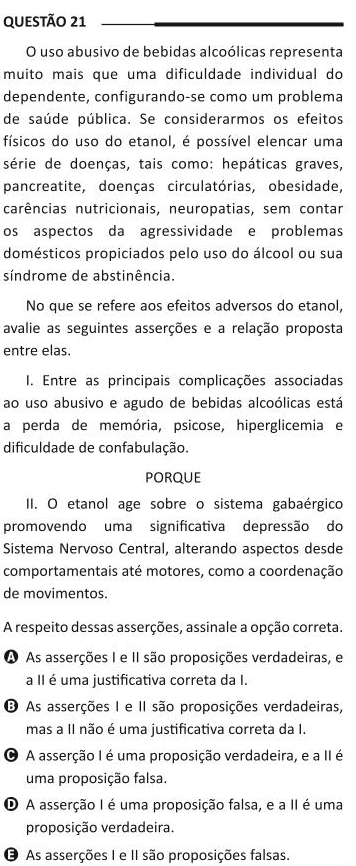 QUESTÃO 21
O uso abusivo de bebidas alcoólicas representa
muito mais que uma dificuldade individual do
dependente, configurando-se como um problema
de saúde pública. Se considerarmos os efeitos
físicos do uso do etanol, é possível elencar uma
série de doenças, tais como: hepáticas graves,
pancreatite, doenças circulatórias, obesidade,
carências nutricionais, neuropatias, sem contar
os aspectos da agressividade e problemas
domésticos propiciados pelo uso do álcool ou sua
síndrome de abstinência.
No que se refere aos efeitos adversos do etanol,
avalie as seguintes asserções e a relação proposta
entre elas.
I. Entre as principais complicações associadas
ao uso abusivo e agudo de bebidas alcoólicas está
a perda de memória, psicose, hiperglicemia e
dificuldade de confabulação.
PORQUE
II. O etanol age sobre o sistema gabaérgico
promovendo uma significativa depressão do
Sistema Nervoso Central, alterando aspectos desde
comportamentais até motores, como a coordenação
de movimentos.
A respeito dessas asserções, assinale a opção correta.
A As asserções I e II são proposições verdadeiras, e
a II é uma justificativa correta da I.
B As asserções I e II são proposições verdadeiras,
mas a II não é uma justificativa correta da I.
C A asserção I é uma proposição verdadeira, e a II é
uma proposição falsa.
D A asserção I é uma proposição falsa, e a II é uma
proposição verdadeira.
E As asserções I e II são proposições falsas.